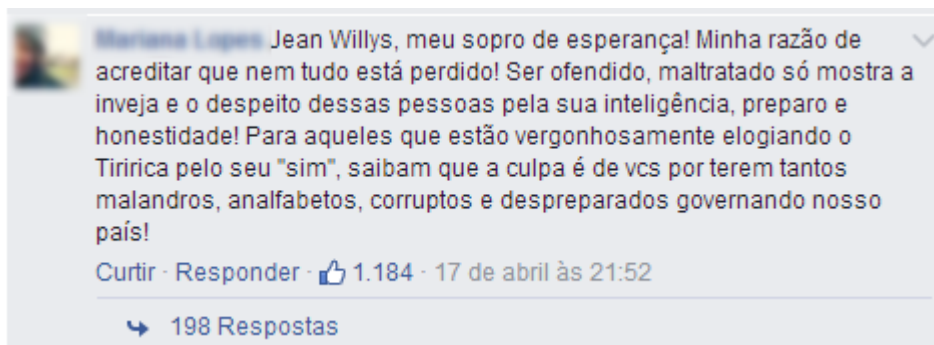 Jean Willys, meu sopro de esperança! Minha razão de
acreditar que nem tudo está perdido! Ser ofendido, maltratado só mostra a
inveja e o despeito dessas pessoas pela sua inteligência, preparo e
honestidade! Para aqueles que estão vergonhosamente elogiando o
Tiririca pelo seu "sim", saibam que a culpa é de vcs por terem tantos
malandros, analfabetos, corruptos e despreparados governando nosso
país!
Curtir · Responder · 1.184 · 17 de abril às 21:52
198 Respostas